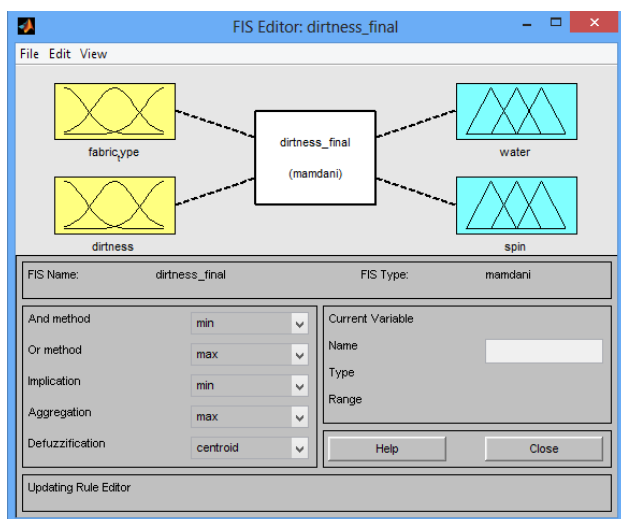 FIS Editor: dirtness_final
File Edit View
fabric_type
dirtness_final
(mamdani)
water
dirtness
spin
FIS Name: dirtness_final FIS Type: mamdani
And method min
Or method max
Implication min
Aggregation max
Defuzzification centroid
Current Variable
Name
Type
Range
Help Close
Updating Rule Editor